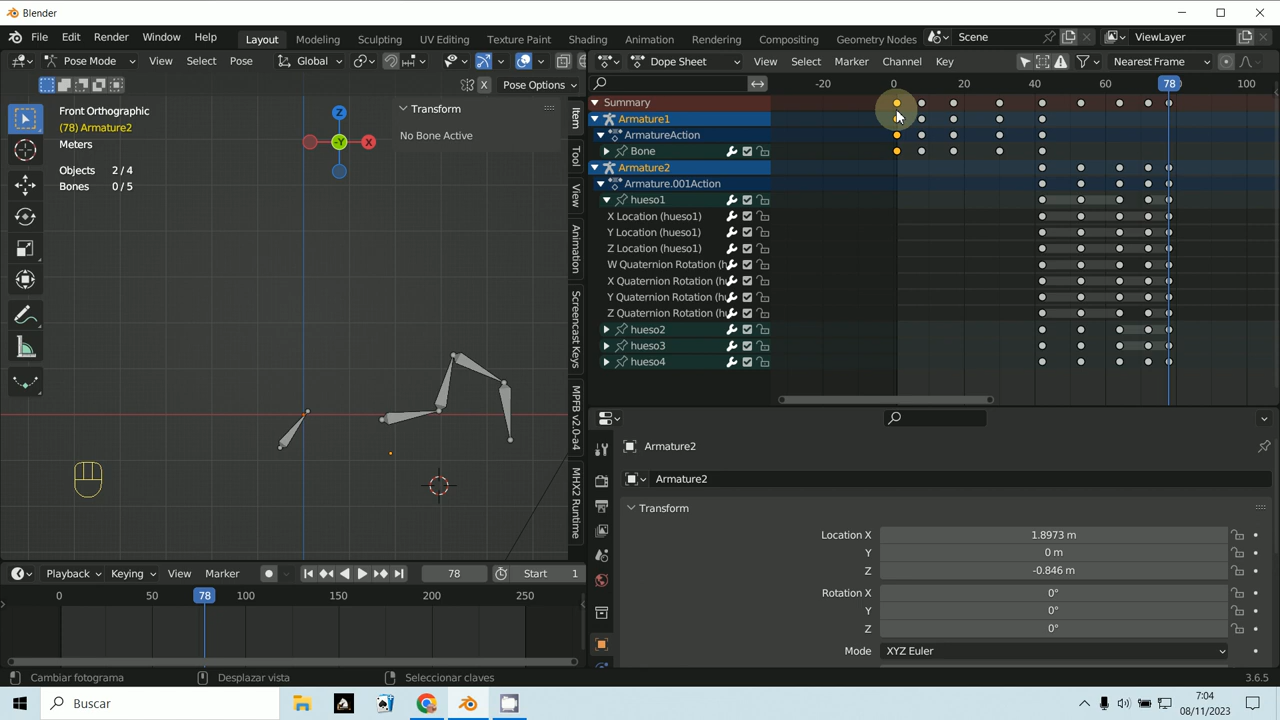 Blender
File Edit Render Window Help Layout Modeling Sculpting UV Editing Texture Paint Shading Animation Rendering Compositing Geometry Nodes Scene ViewLayer
Pose Mode View Select Pose Global
Dope Sheet View Select Marker Channel Key Nearest Frame
X Pose Options
-20 0 20 40 60 78 100
Front Orthographic
(78) Armature2
Meters
Objects 2/4
Bones 0/5
Z
-Y
X
Transform
No Bone Active
Item
Tool
View
Animation
Screencast Keys
MPFB v2.0-a4
MHX2 Runtime
Summary
Armature1
ArmatureAction
Bone
Armature2
Armature.001Action
hueso1
X Location (hueso1)
Y Location (hueso1)
Z Location (hueso1)
W Quaternion Rotation (h
X Quaternion Rotation (hu
Y Quaternion Rotation (hu
Z Quaternion Rotation (hu
hueso2
hueso3
hueso4
Armature2
Armature2
Transform
Location X 1.8973 m
Y 0 m
Z -0.846 m
Rotation X 0°
Y 0°
Z 0°
Mode XYZ Euler
Playback Keying View Marker 78 Start 1
0 50 78 100 150 200 250
Cambiar fotograma Desplazar vista Seleccionar claves 3.6.5
Buscar
7:04
08/11/2023